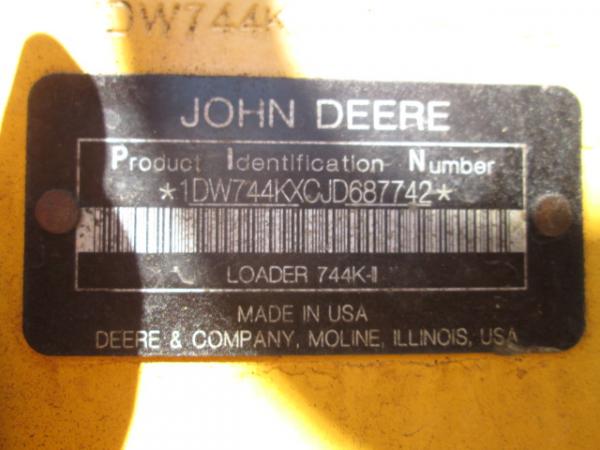 DW744K
JOHN DEERE
Product Identification Number
*1DW744KXCJD687742*
LOADER 744K-II
MADE IN USA
DEERE & COMPANY, MOLINE, ILLINOIS, USA